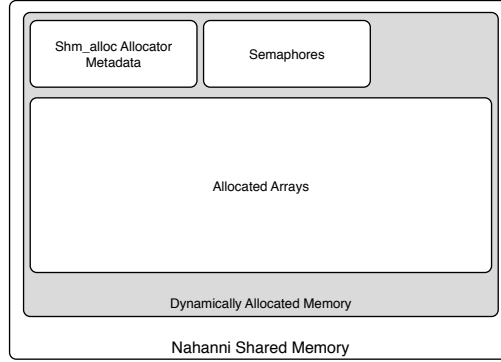 Shm_alloc Allocator
Metadata
Semaphores
Allocated Arrays
Dynamically Allocated Memory
Nahanni Shared Memory